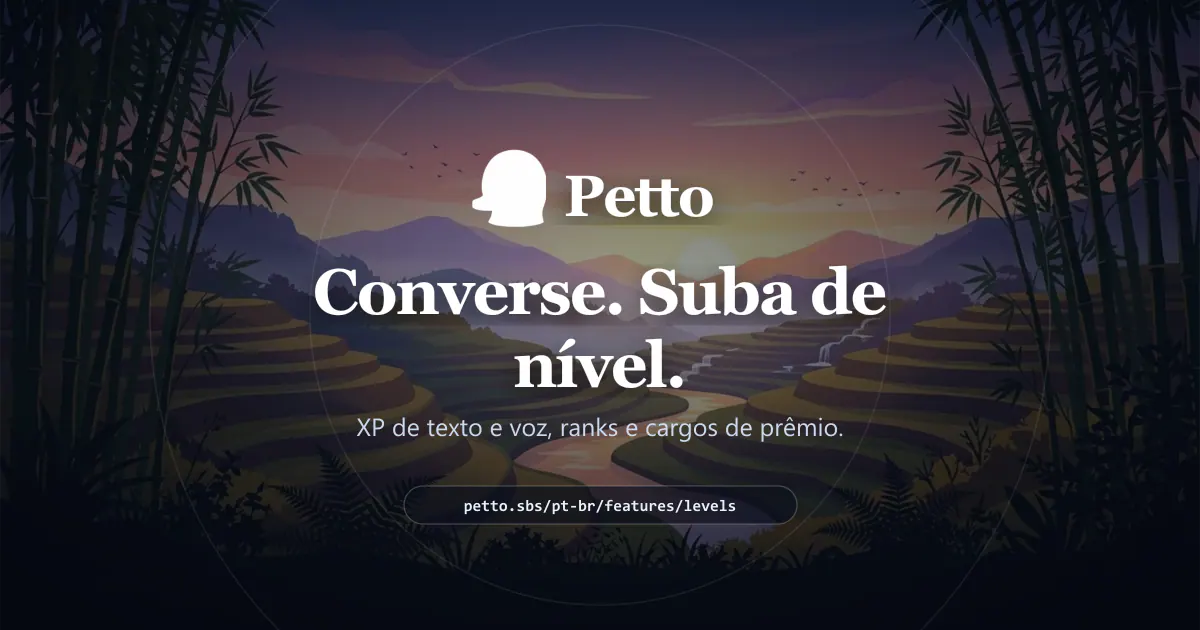 Petto
Converse. Suba de
nível.
XP de texto e voz, ranks e cargos de prêmio.
petto.sbs/pt-br/features/levels